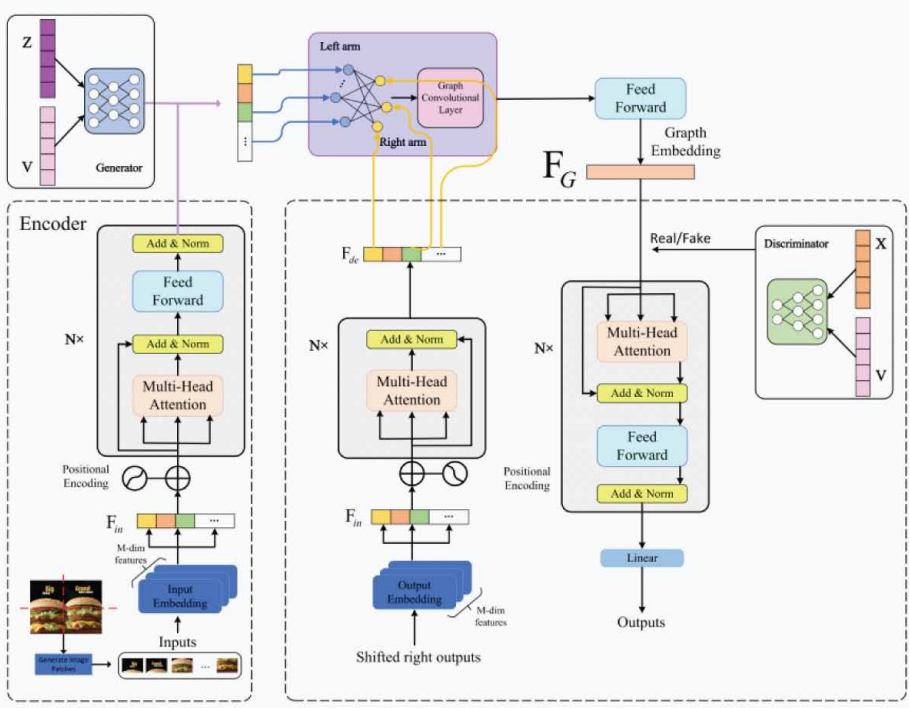 Z
V
Generator
Left arm
Graph
Convolutional
Layer
Right arm
Feed
Forward
Grapth
Embedding
F_G
Encoder
Add & Norm
Feed
Forward
N×
Add & Norm
Multi-Head
Attention
Positional
Encoding
F_in
M-dim
features
Input
Embedding
Big
Grand
Inputs
Generate Image
Patches
F_de
N×
Add & Norm
Multi-Head
Attention
F_in
Output
Embedding
M-dim
features
Shifted right outputs
Real/Fake
Discriminator
X
V
N×
Multi-Head
Attention
Add & Norm
Feed
Forward
Positional
Encoding
Add & Norm
Linear
Outputs